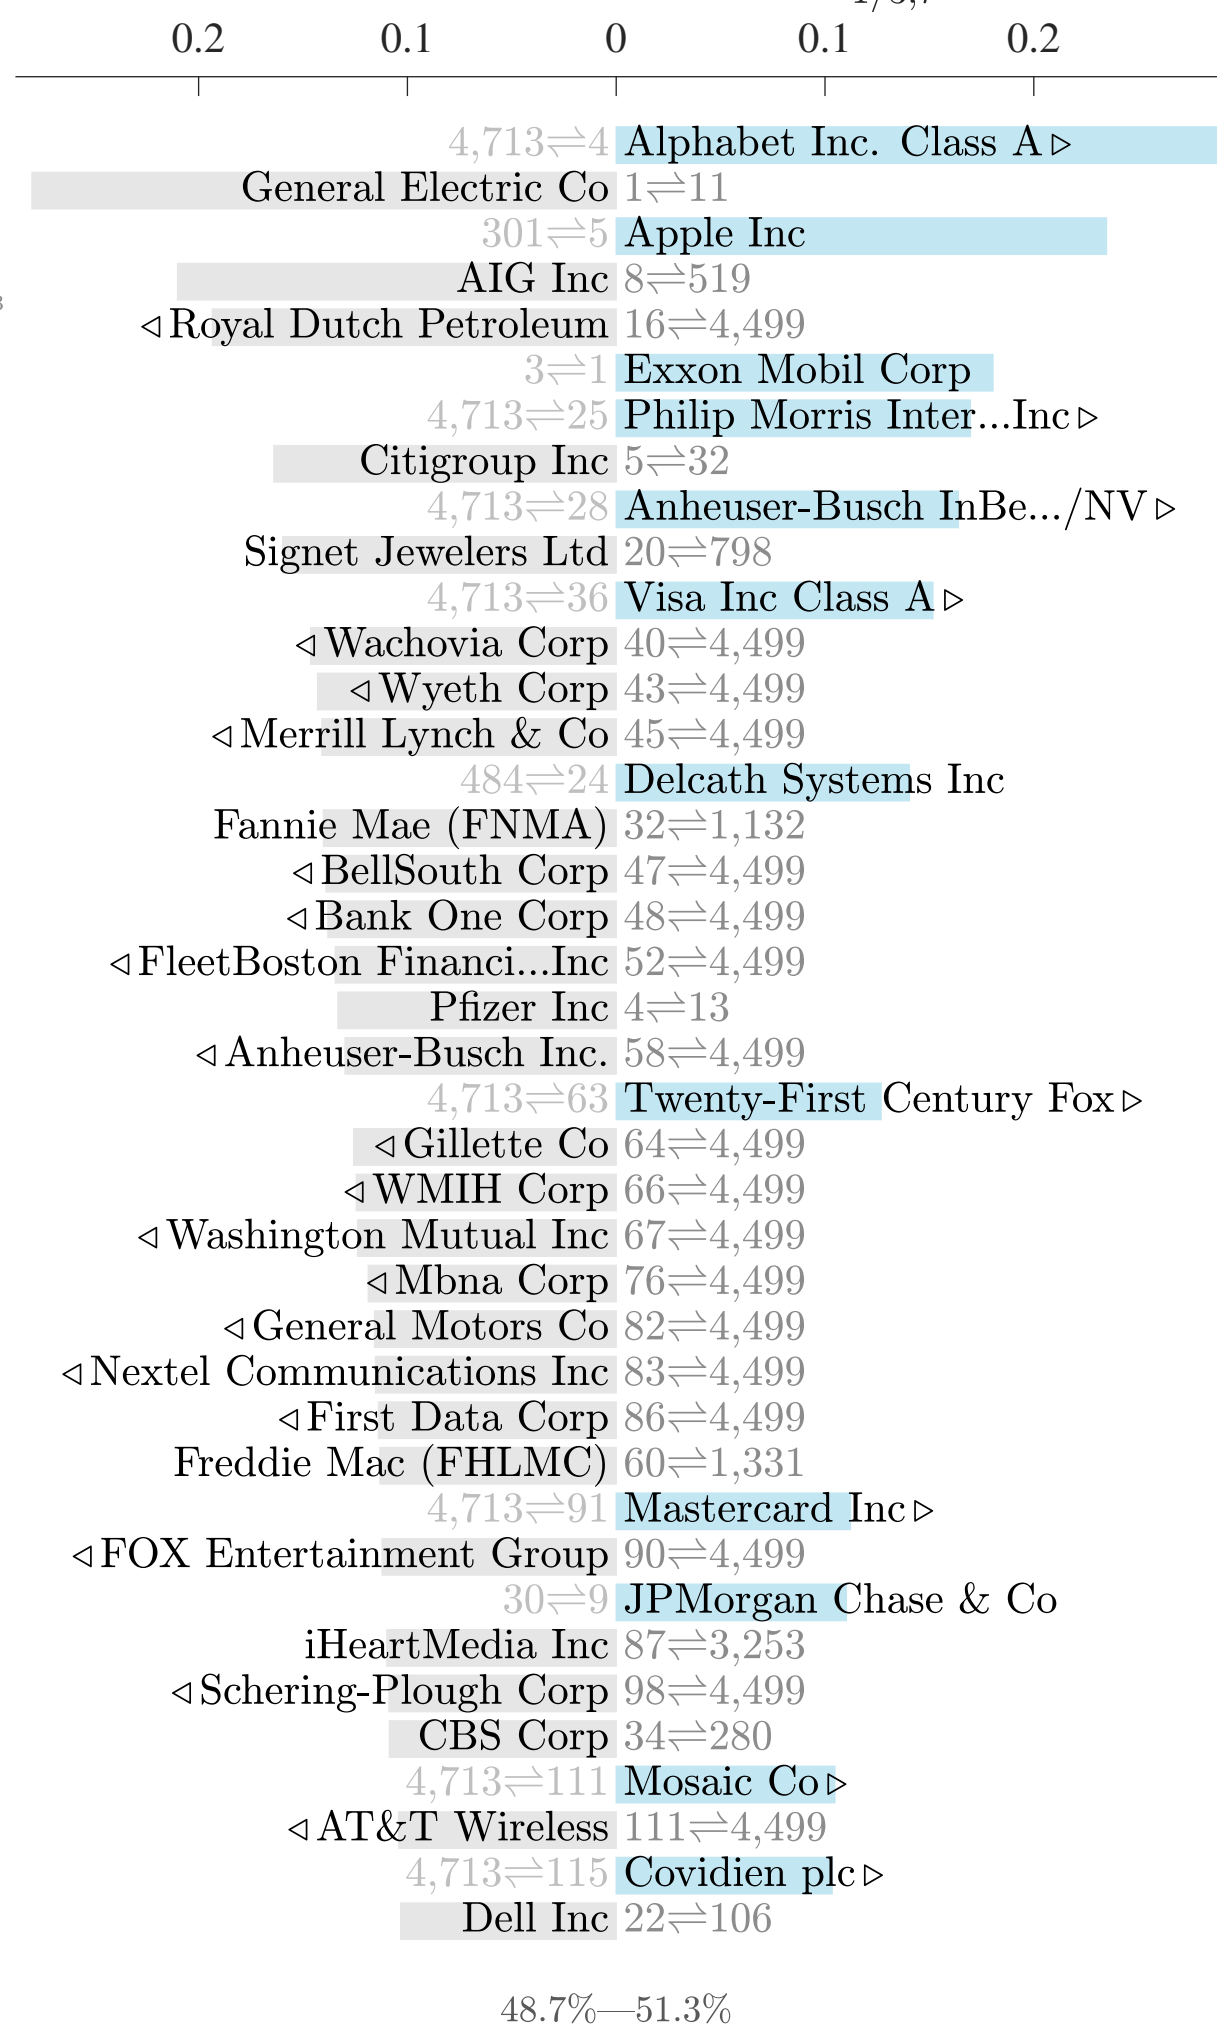 0.2 0.1 0 0.1 0.2
4,713⇌4 Alphabet Inc. Class A▷
General Electric Co 1⇌11
301⇌5 Apple Inc
AIG Inc 8⇌519
◁Royal Dutch Petroleum 16⇌4,499
3⇌1 Exxon Mobil Corp
4,713⇌25 Philip Morris Inter...Inc▷
Citigroup Inc 5⇌32
4,713⇌28 Anheuser-Busch InBe.../NV▷
Signet Jewelers Ltd 20⇌798
4,713⇌36 Visa Inc Class A▷
◁Wachovia Corp 40⇌4,499
◁Wyeth Corp 43⇌4,499
◁Merrill Lynch & Co 45⇌4,499
484⇌24 Delcath Systems Inc
Fannie Mae (FNMA) 32⇌1,132
◁BellSouth Corp 47⇌4,499
◁Bank One Corp 48⇌4,499
◁FleetBoston Financi...Inc 52⇌4,499
Pfizer Inc 4⇌13
◁Anheuser-Busch Inc. 58⇌4,499
4,713⇌63 Twenty-First Century Fox▷
◁Gillette Co 64⇌4,499
◁WMIH Corp 66⇌4,499
◁Washington Mutual Inc 67⇌4,499
◁Mbna Corp 76⇌4,499
◁General Motors Co 82⇌4,499
◁Nextel Communications Inc 83⇌4,499
◁First Data Corp 86⇌4,499
Freddie Mac (FHLMC) 60⇌1,331
4,713⇌91 Mastercard Inc▷
◁FOX Entertainment Group 90⇌4,499
30⇌9 JPMorgan Chase & Co
iHeartMedia Inc 87⇌3,253
◁Schering-Plough Corp 98⇌4,499
CBS Corp 34⇌280
4,713⇌111 Mosaic Co▷
◁AT&T Wireless 111⇌4,499
4,713⇌115 Covidien plc▷
Dell Inc 22⇌106
48.7%—51.3%